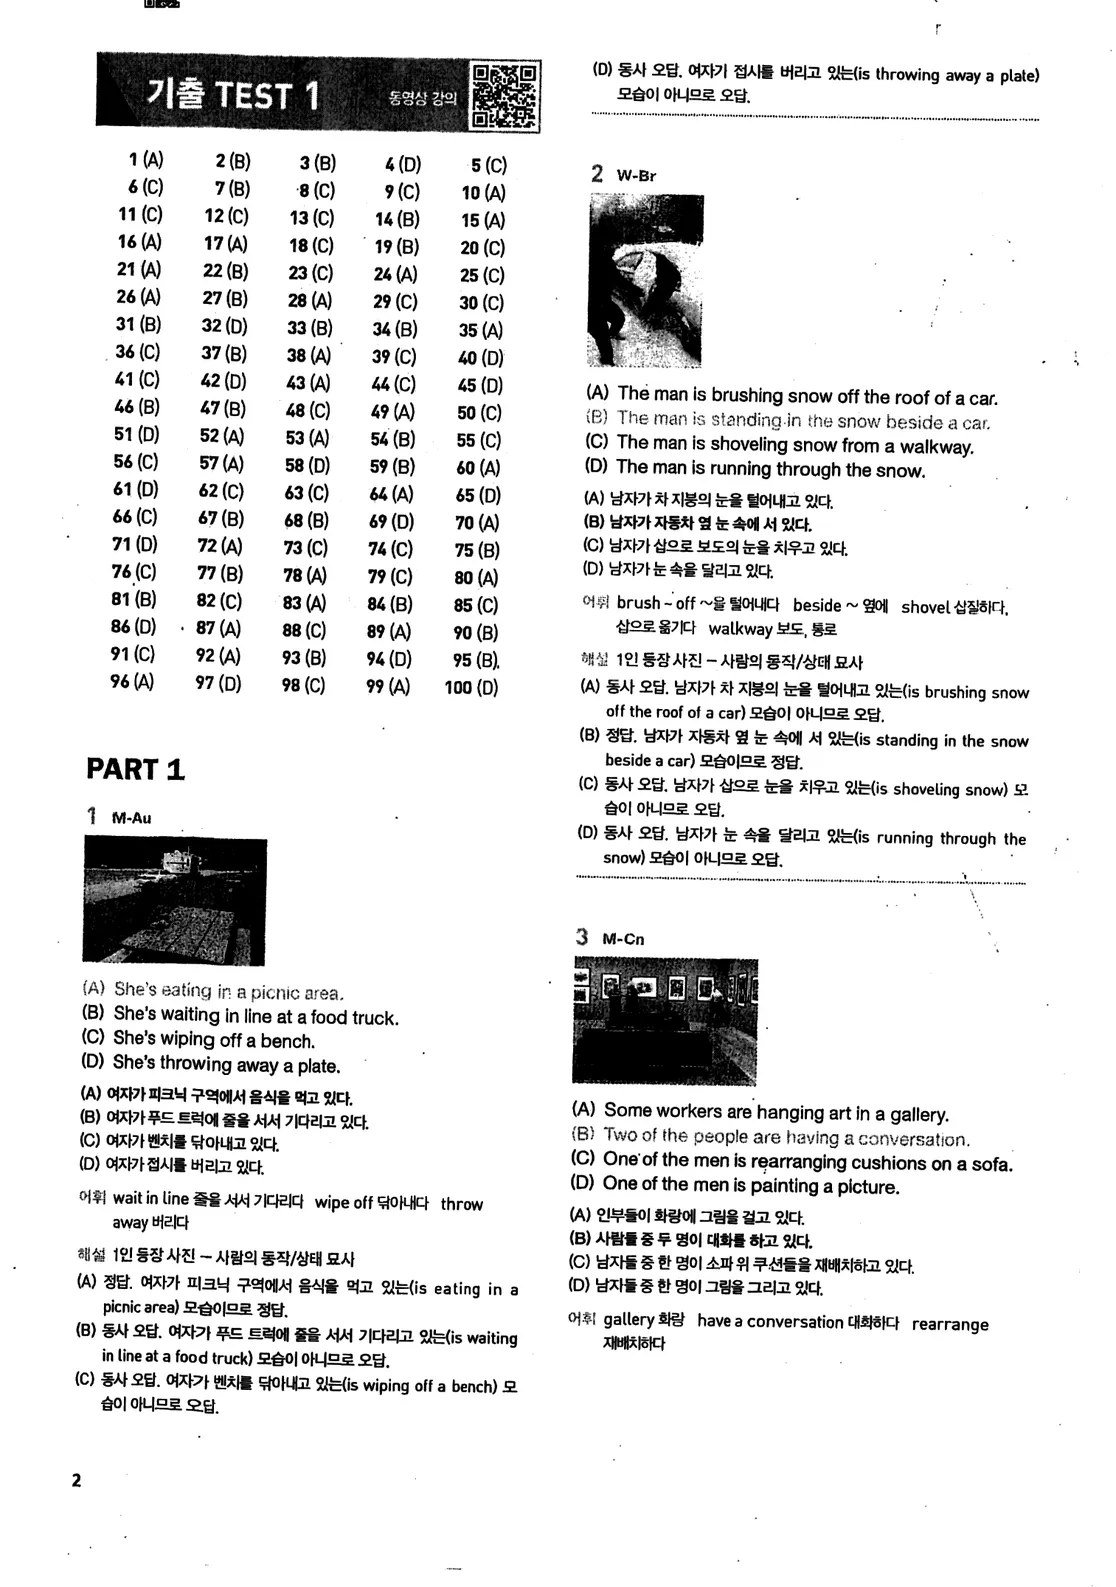 기출 TEST 1 동영상 강의
1 (A) 2 (B) 3 (B) 4 (D) 5 (C)
6 (C) 7 (B) 8 (C) 9 (C) 10 (A)
11 (C) 12 (C) 13 (C) 14 (B) 15 (A)
16 (A) 17 (A) 18 (C) 19 (B) 20 (C)
21 (A) 22 (B) 23 (C) 24 (A) 25 (C)
26 (A) 27 (B) 28 (A) 29 (C) 30 (C)
31 (B) 32 (D) 33 (B) 34 (B) 35 (A)
36 (C) 37 (B) 38 (A) 39 (C) 40 (D)
41 (C) 42 (D) 43 (A) 44 (C) 45 (D)
46 (B) 47 (B) 48 (C) 49 (A) 50 (C)
51 (D) 52 (A) 53 (A) 54 (B) 55 (C)
56 (C) 57 (A) 58 (D) 59 (B) 60 (A)
61 (D) 62 (C) 63 (C) 64 (A) 65 (D)
66 (C) 67 (B) 68 (B) 69 (D) 70 (A)
71 (D) 72 (A) 73 (C) 74 (C) 75 (B)
76 (C) 77 (B) 78 (A) 79 (C) 80 (A)
81 (B) 82 (C) 83 (A) 84 (B) 85 (C)
86 (D) 87 (A) 88 (C) 89 (A) 90 (B)
91 (C) 92 (A) 93 (B) 94 (D) 95 (B)
96 (A) 97 (D) 98 (C) 99 (A) 100 (D)
PART 1
1 M-Au
(A) She's eating in a picnic area.
(B) She's waiting in line at a food truck.
(C) She's wiping off a bench.
(D) She's throwing away a plate.
(A) 여자가 피크닉 구역에서 음식을 먹고 있다.
(B) 여자가 푸드 트럭에 줄을 서서 기다리고 있다.
(C) 여자가 벤치를 닦아내고 있다.
(D) 여자가 접시를 버리고 있다.
어휘 wait in line 줄을 서서 기다리다 wipe off 닦아내다 throw
away 버리다
해설 1인 등장 사진 – 사람의 동작/상태 묘사
(A) 정답. 여자가 피크닉 구역에서 음식을 먹고 있는(is eating in a
picnic area) 모습이므로 정답.
(B) 동사 오답. 여자가 푸드 트럭에 줄을 서서 기다리고 있는(is waiting
in line at a food truck) 모습이 아니므로 오답.
(C) 동사 오답. 여자가 벤치를 닦아내고 있는(is wiping off a bench) 모
습이 아니므로 오답.
2
(D) 동사 오답. 여자가 접시를 버리고 있는(is throwing away a plate)
모습이 아니므로 오답.
2 W-Br
(A) The man is brushing snow off the roof of a car.
(B) The man is standing in the snow beside a car.
(C) The man is shoveling snow from a walkway.
(D) The man is running through the snow.
(A) 남자가 차 지붕의 눈을 털어내고 있다.
(B) 남자가 자동차 옆 눈 속에 서 있다.
(C) 남자가 삽으로 보도의 눈을 치우고 있다.
(D) 남자가 눈 속을 달리고 있다.
어휘 brush ~ off ~을 털어내다 beside ~ 옆에 shovel 삽질하다,
삽으로 옮기다 walkway 보도, 통로
해설 1인 등장 사진 – 사람의 동작/상태 묘사
(A) 동사 오답. 남자가 차 지붕의 눈을 털어내고 있는(is brushing snow
off the roof of a car) 모습이 아니므로 오답.
(B) 정답. 남자가 자동차 옆 눈 속에 서 있는(is standing in the snow
beside a car) 모습이므로 정답.
(C) 동사 오답. 남자가 삽으로 눈을 치우고 있는(is shoveling snow) 모
습이 아니므로 오답.
(D) 동사 오답. 남자가 눈 속을 달리고 있는(is running through the
snow) 모습이 아니므로 오답.
3 M-Cn
(A) Some workers are hanging art in a gallery.
(B) Two of the people are having a conversation.
(C) One of the men is rearranging cushions on a sofa.
(D) One of the men is painting a picture.
(A) 인부들이 화랑에 그림을 걸고 있다.
(B) 사람들 중 두 명이 대화를 하고 있다.
(C) 남자들 중 한 명이 소파 위 쿠션들을 재배치하고 있다.
(D) 남자들 중 한 명이 그림을 그리고 있다.
어휘 gallery 화랑 have a conversation 대화하다 rearrange
재배치하다